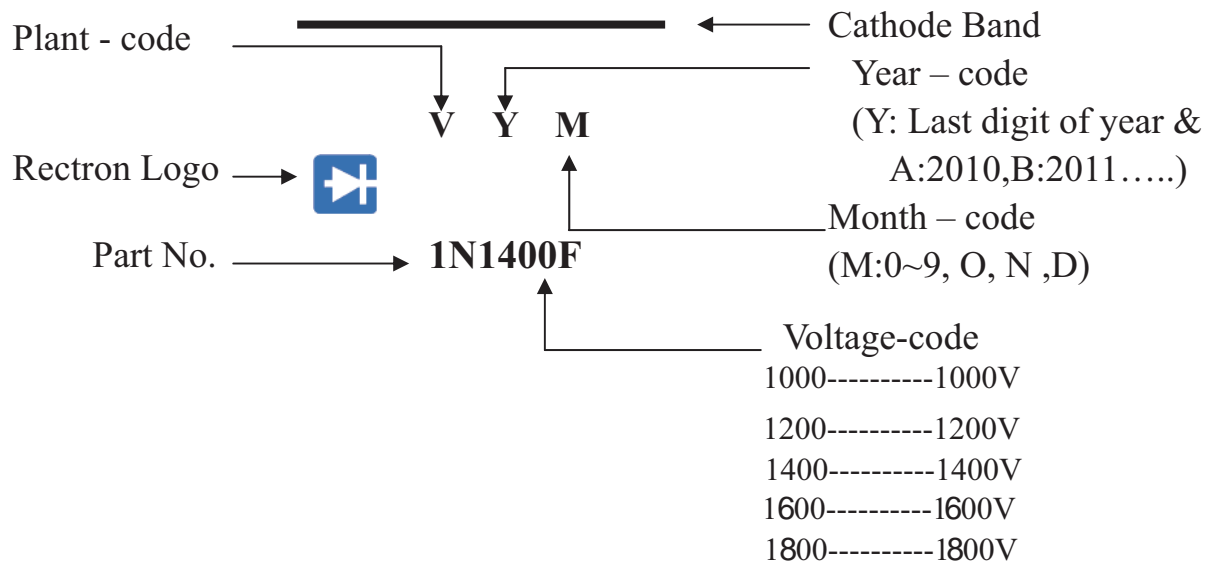 Plant - code
Cathode Band
Year – code
(Y: Last digit of year &
A:2010,B:2011…..)
V Y M
Rectron Logo
Month – code
(M:0~9, O, N ,D)
Part No.
1N1400F
Voltage-code
1000----------1000V
1200----------1200V
1400----------1400V
1600----------1600V
1800----------1800V